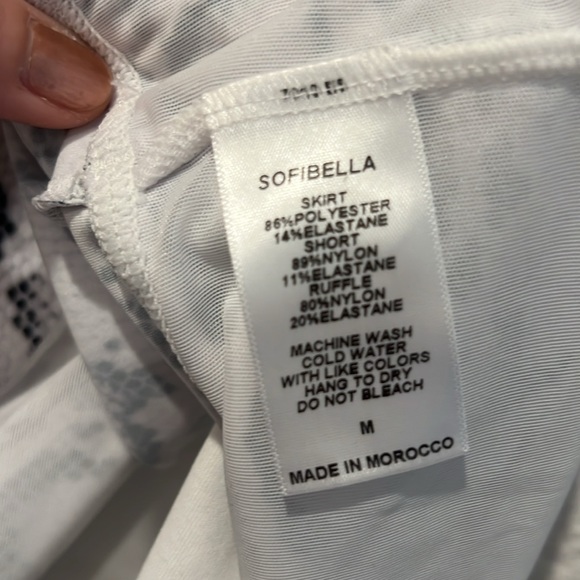 SOFIBELLA
SKIRT
86%POLYESTER
14%ELASTANE
SHORT
89%NYLON
11%ELASTANE
RUFFLE
80%NYLON
20%ELASTANE
MACHINE WASH
COLD WATER
WITH LIKE COLORS
HANG TO DRY
DO NOT BLEACH
M
MADE IN MOROCCO